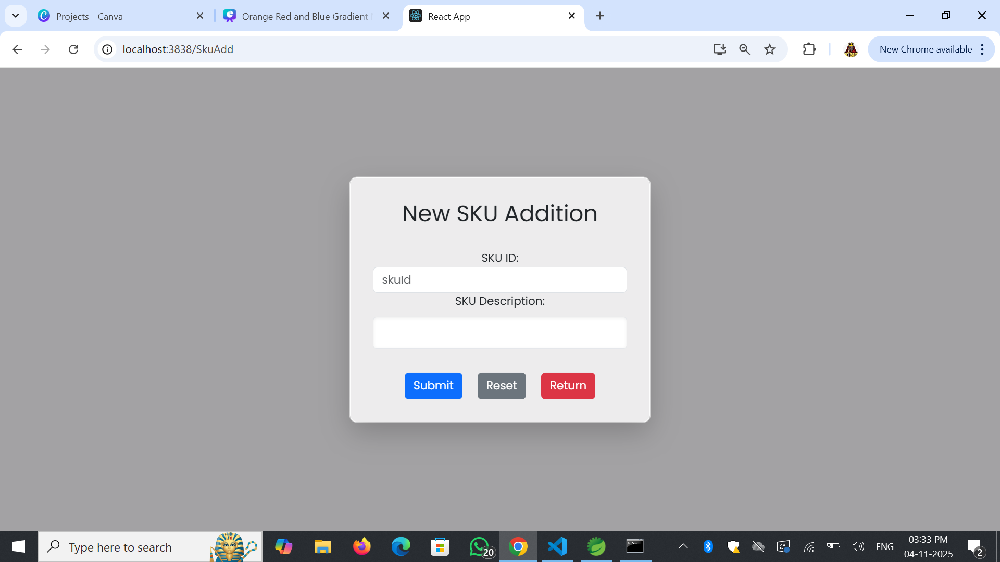 Projects - Canva
Orange Red and Blue Gradient
React App
localhost:3838/SkuAdd
New Chrome available
New SKU Addition
SKU ID:
skuId
SKU Description:
Submit Reset Return
Type here to search
20
ENG
03:33 PM
04-11-2025
2